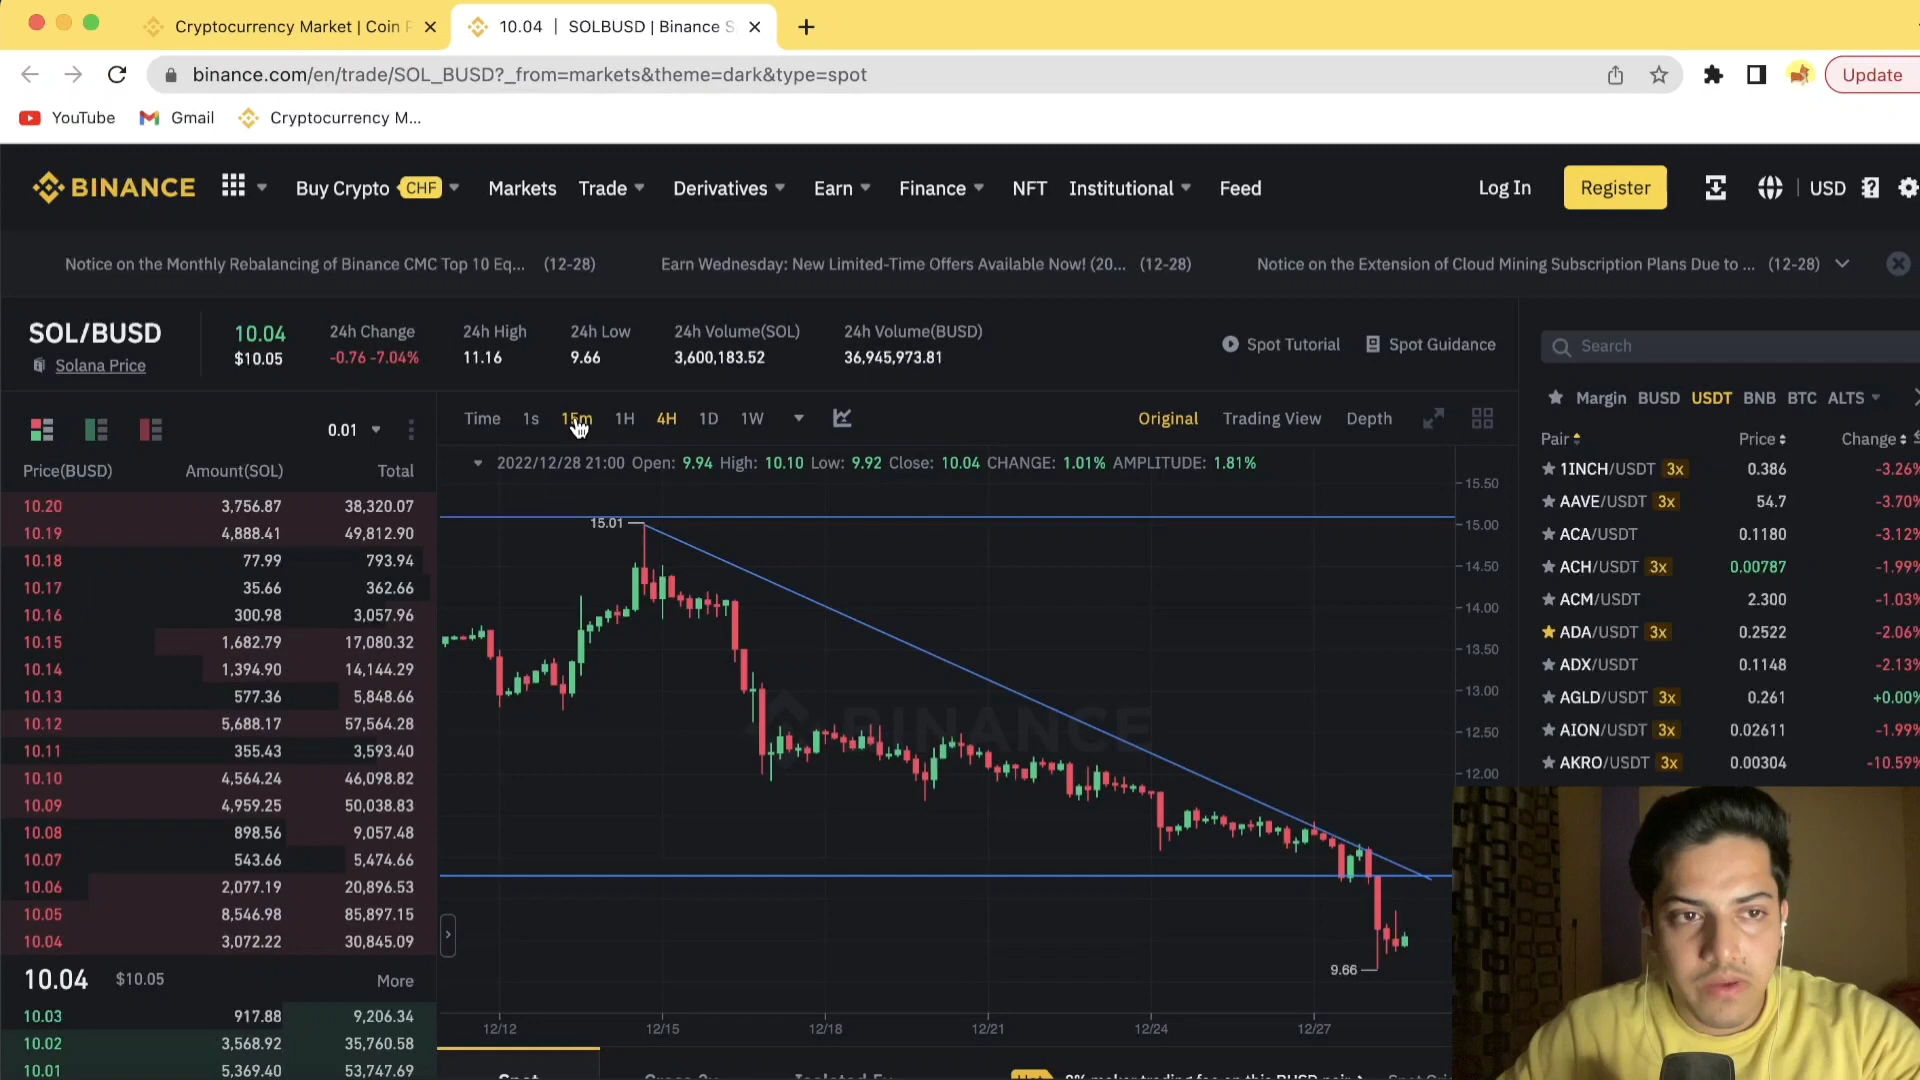 Cryptocurrency Market | Coin P
10.04 | SOLBUSD | Binance S
binance.com/en/trade/SOL_BUSD?_from=markets&theme=dark&type=spot
Update
YouTube Gmail Cryptocurrency M...
BINANCE Buy Crypto CHF Markets Trade Derivatives Earn Finance NFT Institutional Feed Log In Register USD
Notice on the Monthly Rebalancing of Binance CMC Top 10 Eq... (12-28) Earn Wednesday: New Limited-Time Offers Available Now! (20... (12-28) Notice on the Extension of Cloud Mining Subscription Plans Due to ... (12-28)
SOL/BUSD
Solana Price
10.04
$10.05
24h Change
-0.76 -7.04%
24h High
11.16
24h Low
9.66
24h Volume(SOL)
3,600,183.52
24h Volume(BUSD)
36,945,973.81
Spot Tutorial Spot Guidance
0.01
Price(BUSD) Amount(SOL) Total
10.20 3,756.87 38,320.07
10.19 4,888.41 49,812.90
10.18 77.99 793.94
10.17 35.66 362.66
10.16 300.98 3,057.96
10.15 1,682.79 17,080.32
10.14 1,394.90 14,144.29
10.13 577.36 5,848.66
10.12 5,688.17 57,564.28
10.11 355.43 3,593.40
10.10 4,564.24 46,098.82
10.09 4,959.25 50,038.83
10.08 898.56 9,057.48
10.07 543.66 5,474.66
10.06 2,077.19 20,896.53
10.05 8,546.98 85,897.15
10.04 3,072.22 30,845.09
10.04 $10.05 More
10.03 917.88 9,206.34
10.02 3,568.92 35,760.58
10.01 5,369.40 53,747.69
Time 1s 15m 1H 4H 1D 1W Original Trading View Depth
2022/12/28 21:00 Open: 9.94 High: 10.10 Low: 9.92 Close: 10.04 CHANGE: 1.01% AMPLITUDE: 1.81%
15.01
BINANCE
9.66
15.50
15.00
14.50
14.00
13.50
13.00
12.50
12.00
12/12 12/15 12/18 12/21 12/24 12/27
Search
Margin BUSD USDT BNB BTC ALTS
Pair Price Change
1INCH/USDT 3x 0.386 -3.26%
AAVE/USDT 3x 54.7 -3.70%
ACA/USDT 0.1180 -3.12%
ACH/USDT 3x 0.00787 -1.99%
ACM/USDT 2.300 -1.03%
ADA/USDT 3x 0.2522 -2.06%
ADX/USDT 0.1148 -2.13%
AGLD/USDT 3x 0.261 +0.00%
AION/USDT 3x 0.02611 -1.99%
AKRO/USDT 3x 0.00304 -10.59%